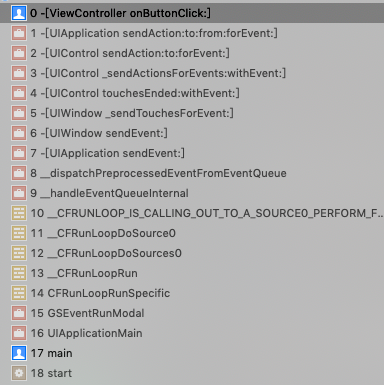 0 -[ViewController onButtonClick:]
1 -[UIApplication sendAction:to:from:forEvent:]
2 -[UIControl sendAction:to:forEvent:]
3 -[UIControl _sendActionsForEvents:withEvent:]
4 -[UIControl touchesEnded:withEvent:]
5 -[UIWindow _sendTouchesForEvent:]
6 -[UIWindow sendEvent:]
7 -[UIApplication sendEvent:]
8 __dispatchPreprocessedEventFromEventQueue
9 __handleEventQueueInternal
10 __CFRUNLOOP_IS_CALLING_OUT_TO_A_SOURCE0_PERFORM_F...
11 __CFRunLoopDoSource0
12 __CFRunLoopDoSources0
13 __CFRunLoopRun
14 CFRunLoopRunSpecific
15 GSEventRunModal
16 UIApplicationMain
17 main
18 start